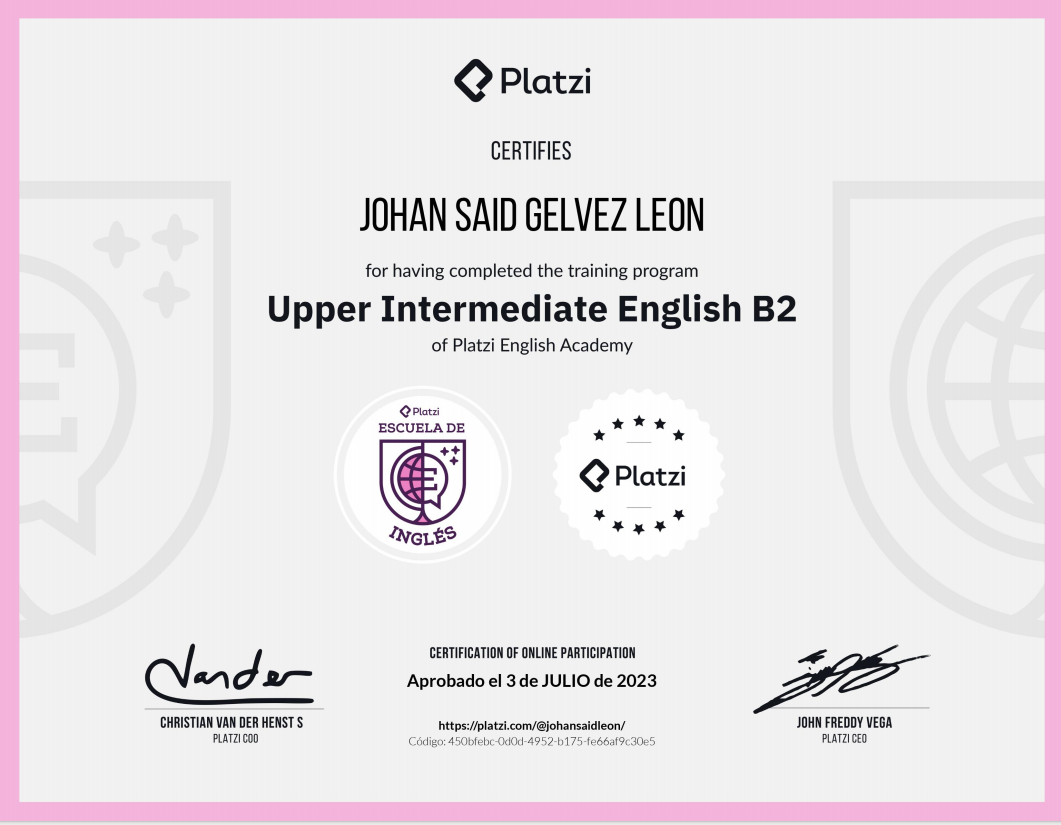 Platzi
CERTIFIES
JOHAN SAID GELVEZ LEON
for having completed the training program
Upper Intermediate English B2
of Platzi English Academy
Platzi
ESCUELA DE
E
INGLÉS
Platzi
Vander
CHRISTIAN VAN DER HENST S
PLATZI COO
CERTIFICATION OF ONLINE PARTICIPATION
Aprobado el 3 de JULIO de 2023
https://platzi.com/@johansaidleon/
Código: 450bfebc-0d0d-4952-b175-fe66af9c30e5
JOHN FREDDY VEGA
PLATZI CEO